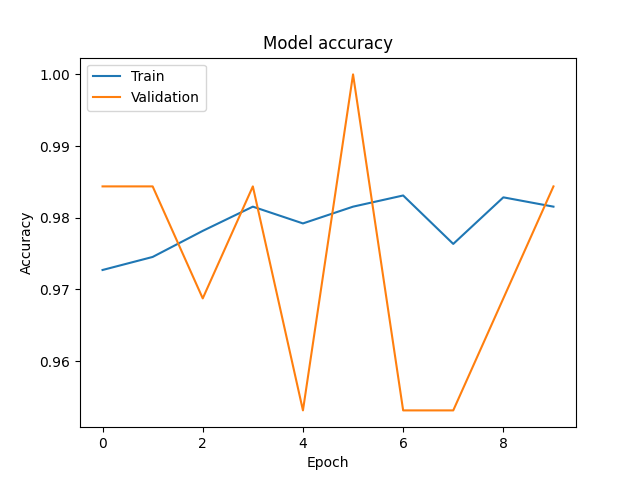 Model accuracy
Train
Validation
1.00
0.99
0.98
0.97
0.96
Accuracy
0 2 4 6 8
Epoch